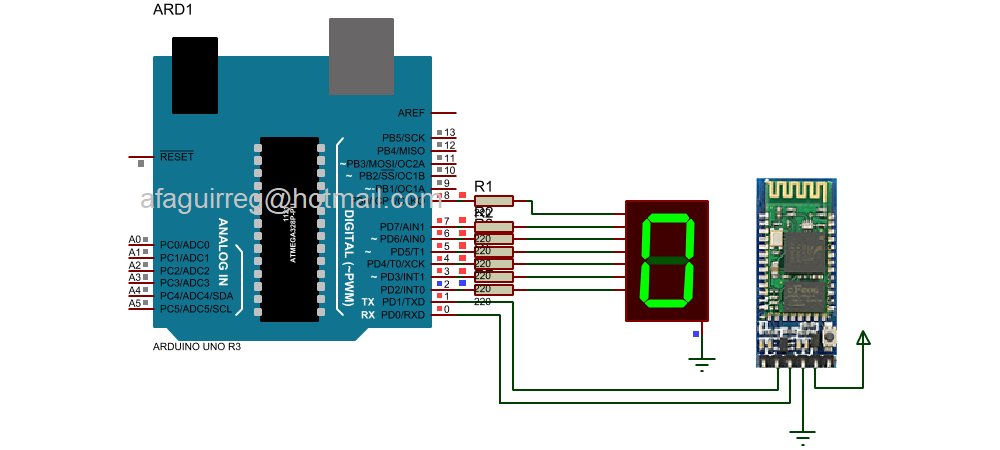 ARD1
AREF
PB5/SCK 13
PB4/MISO 12
RESET
~PB3/MOSI/OC2A 11
~ PB2/SS/OC1B 10
~ PB1/OC1A 9
8
R1
afaguirreg@hotmail.com
R2
PD7/AIN1 7
~ PD6/AIN0 6
220
~ PD5/T1 5
220
PD4/T0/XCK 4
220
~ PD3/INT1 3
220
PD2/INT0 2
220
TX PD1/TXD 1
220
RX PD0/RXD 0
A0 PC0/ADC0
A1 PC1/ADC1
A2 PC2/ADC2
A3 PC3/ADC3
A4 PC4/ADC4/SDA
A5 PC5/ADC5/SCL
ANALOG IN
ATMEGA328P-PU
DIGITAL (~PWM)
ARDUINO UNO R3